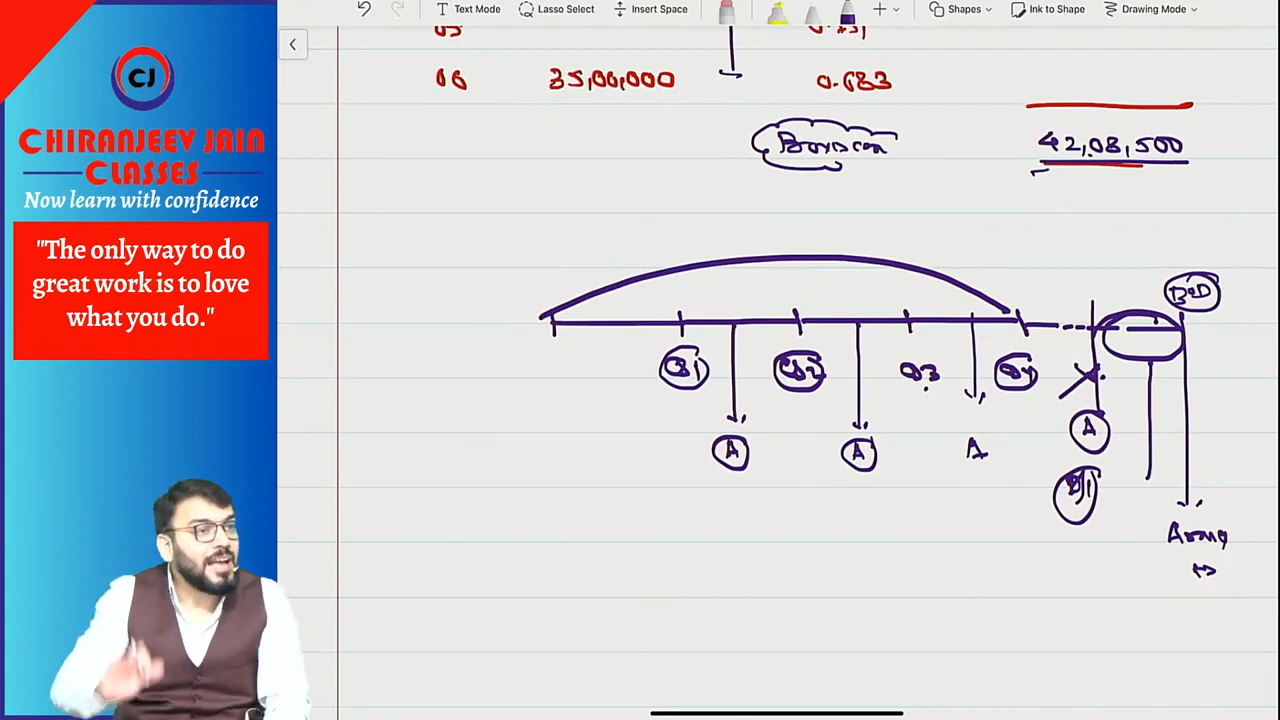 Text Mode Lasso Select Insert Space Shapes Ink to Shape Drawing Mode
CJ
CHIRANJEEV JAIN
CLASSES
Now learn with confidence
"The only way to do
great work is to love
what you do."
06 35,00,000 0.683
42,08,500
Q1 Q2 Q3 Q4
A A A A